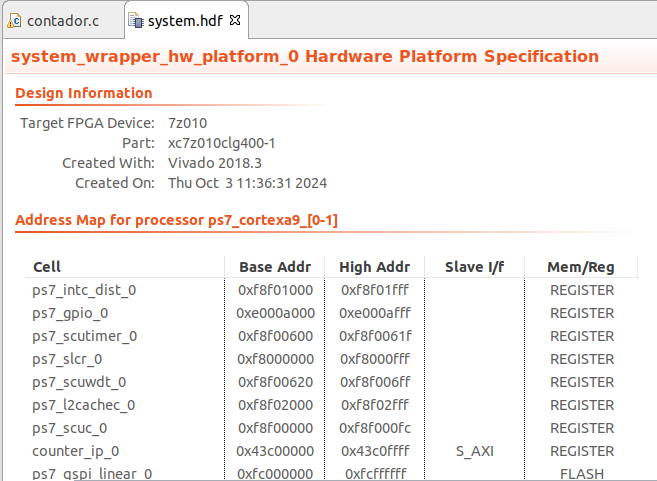 contador.c system.hdf
system_wrapper_hw_platform_0 Hardware Platform Specification
Design Information
Target FPGA Device: 7z010
Part: xc7z010clg400-1
Created With: Vivado 2018.3
Created On: Thu Oct 3 11:36:31 2024
Address Map for processor ps7_cortexa9_[0-1]
Cell Base Addr High Addr Slave I/f Mem/Reg
ps7_intc_dist_0 0xf8f01000 0xf8f01fff REGISTER
ps7_gpio_0 0xe000a000 0xe000afff REGISTER
ps7_scutimer_0 0xf8f00600 0xf8f0061f REGISTER
ps7_slcr_0 0xf8000000 0xf8000fff REGISTER
ps7_scuwdt_0 0xf8f00620 0xf8f006ff REGISTER
ps7_l2cachec_0 0xf8f02000 0xf8f02fff REGISTER
ps7_scuc_0 0xf8f00000 0xf8f000fc REGISTER
counter_ip_0 0x43c00000 0x43c0ffff S_AXI REGISTER
ps7_qspi_linear_0 0xfc000000 0xfcffffff FLASH